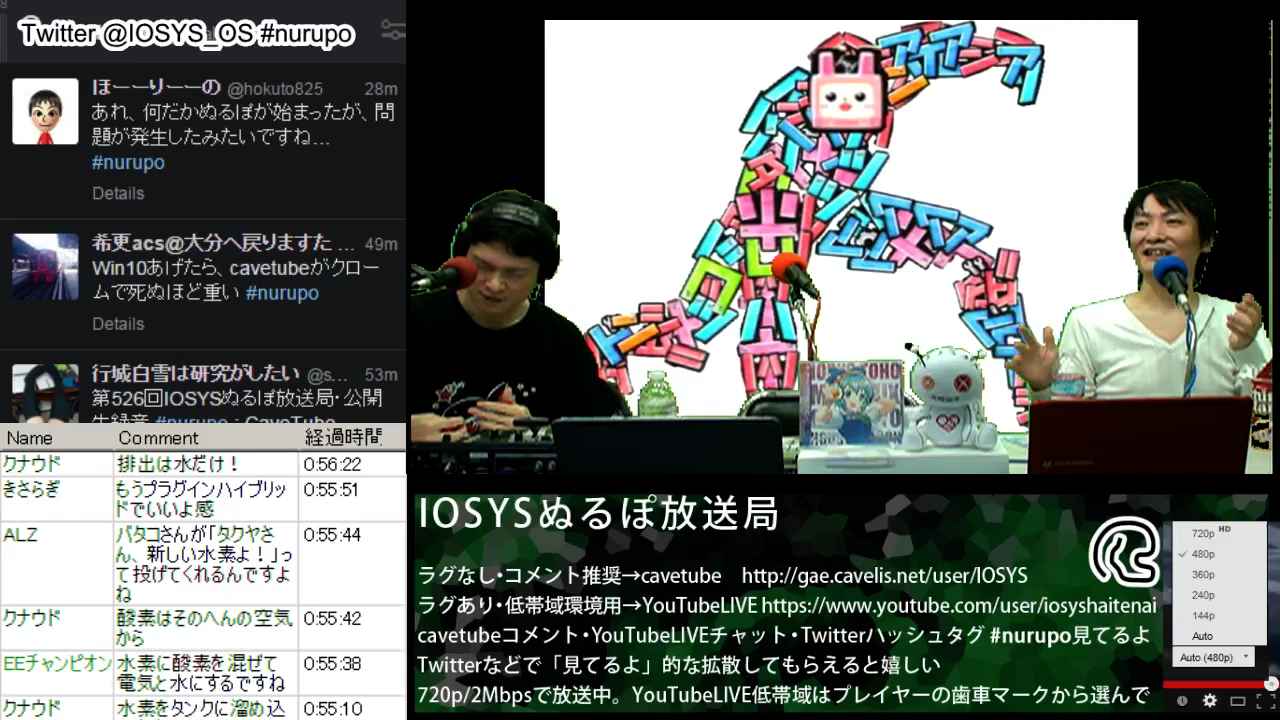 Twitter @IOSYS_OS #nurupo
ほーーりーーの @hokuto825 28m
あれ、何だかぬるぽが始まったが、問
題が発生したみたいですね…
#nurupo
Details
希更acs@大分へ戻りますた … 49m
Win10あげたら、cavetubeがクロー
ムで死ぬほど重い #nurupo
Details
行城白雪は研究がしたい @s... 53m
第526回IOSYSぬるぽ放送局・公開
生録音 #nurupo : CaveTube
Name Comment 経過時間
クナウド 排出は水だけ！ 0:56:22
きさらぎ もうプラグインハイブリッ 0:55:51
ドでいいよ感
ALZ バタコさんが「タクヤさ 0:55:44
ん、新しい水素よ！」っ
て投げてくれるんですよ
ね
クナウド 酸素はそのへんの空気 0:55:42
から
EEチャンピオン 水素に酸素を混ぜて 0:55:38
電気と水にするですね
クナウド 水素をタンクに溜め込 0:55:10
IOSYSぬるぽ放送局
ラグなし・コメント推奨→cavetube http://gae.cavelis.net/user/IOSYS
ラグあり・低帯域環境用→YouTubeLIVE https://www.youtube.com/user/iosyshaitenai
cavetubeコメント・YouTubeLIVEチャット・Twitterハッシュタグ #nurupo見てるよ
Twitterなどで「見てるよ」的な拡散してもらえると嬉しい
720p/2Mbpsで放送中。YouTubeLIVE低帯域はプレイヤーの歯車マークから選んで
720p HD
480p
360p
240p
144p
Auto
Auto (480p)